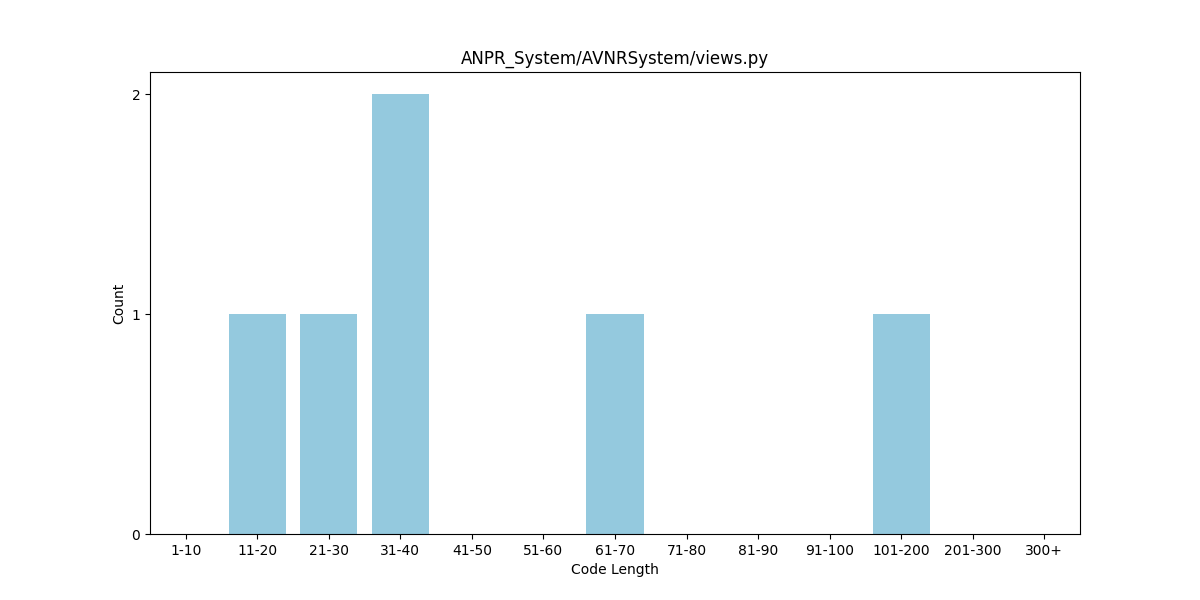 ANPR_System/AVNRSystem/views.py
2
1
0
Count
1-10 11-20 21-30 31-40 41-50 51-60 61-70 71-80 81-90 91-100 101-200 201-300 300+
Code Length